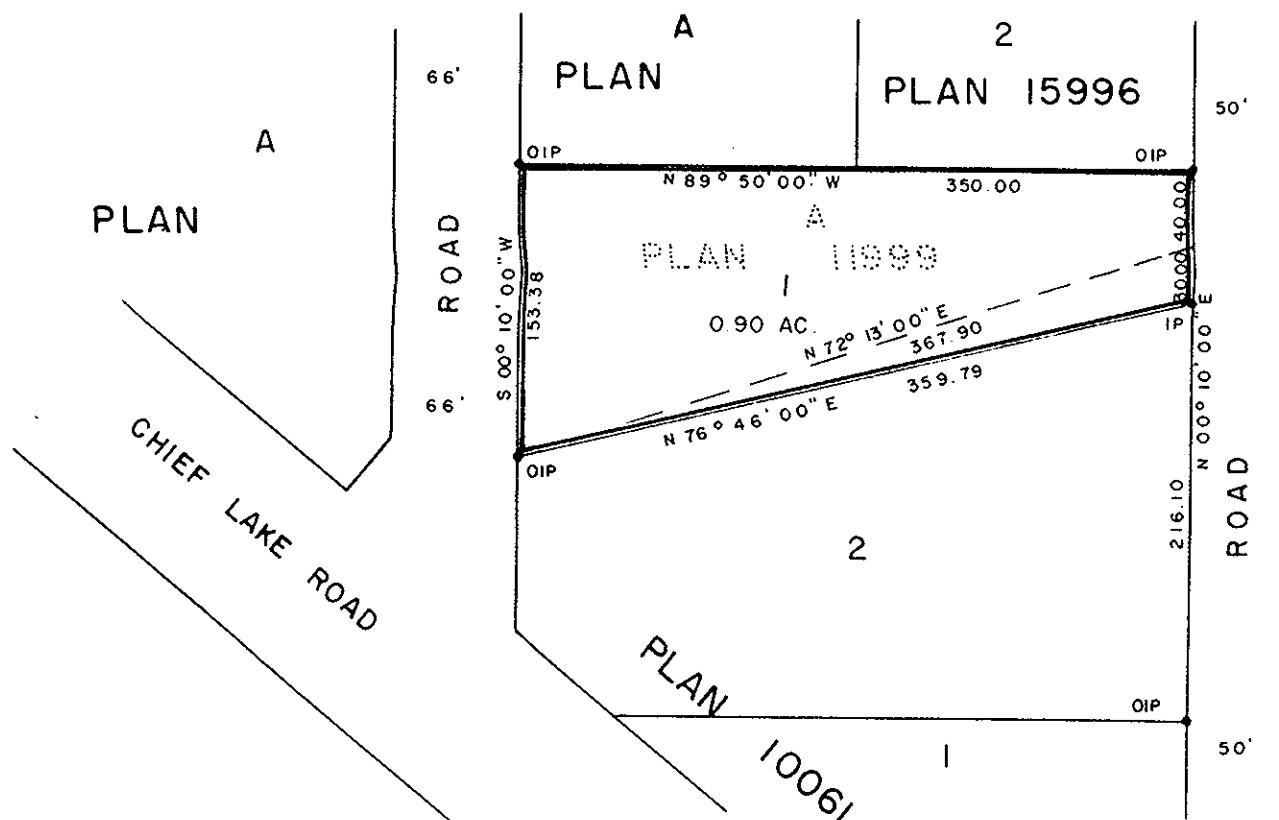 A
2
66'
PLAN
PLAN 15996
50'
A
OIP
OIP
N 89° 50' 00" W
350.00
PLAN
A
40.00
ROAD
PLAN 11999
S 00° 10' 00" W
153.38
1
30.00
0.90 AC.
N 72° 13' 00" E
367.90
IP
359.79
N 76° 46' 00" E
N 00° 10' 00" E
66'
CHIEF LAKE ROAD
OIP
216.10
ROAD
2
PLAN
10061
OIP
1
50'